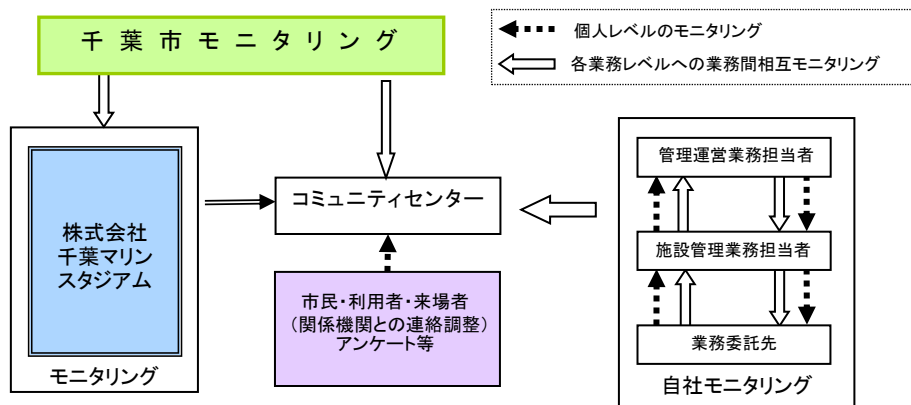 千葉市モニタリング
個人レベルのモニタリング
各業務レベルへの業務間相互モニタリング
株式会社
千葉マリン
スタジアム
モニタリング
コミュニティセンター
市民・利用者・来場者
（関係機関との連絡調整）
アンケート等
管理運営業務担当者
施設管理業務担当者
業務委託先
自社モニタリング